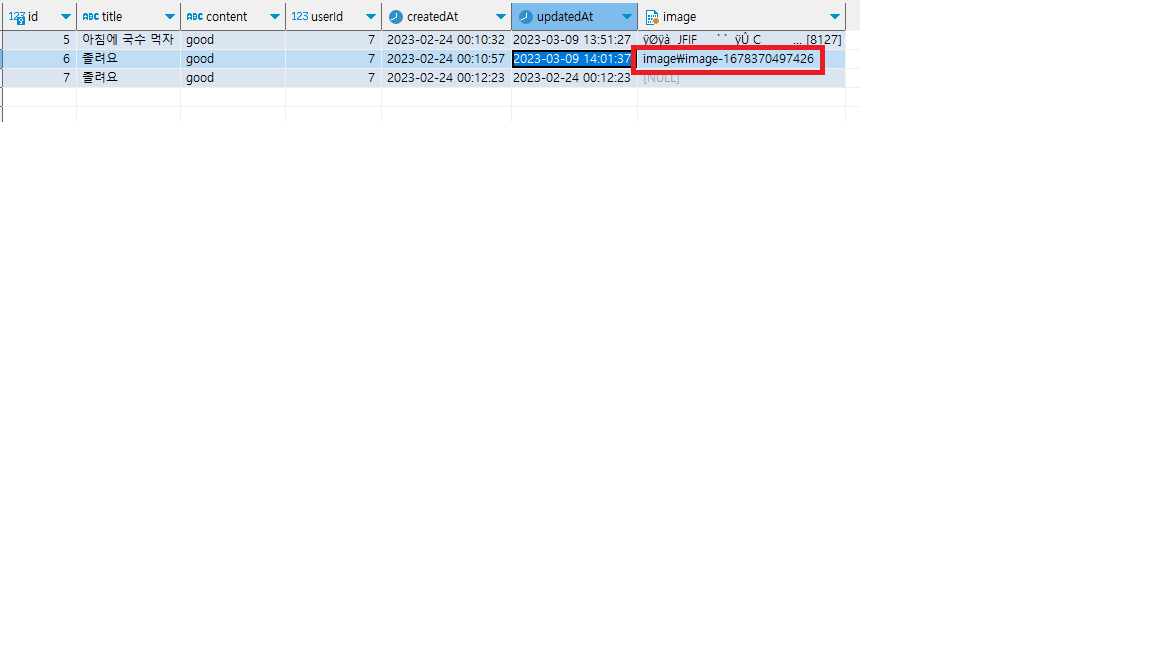 123 id ABC title ABC content 123 userId createdAt updatedAt image
5 아침에 국수 먹자 good 7 2023-02-24 00:10:32 2023-03-09 13:51:27 ÿØÿà JFIF `` ÿÛ C ... [8127]
6 졸려요 good 7 2023-02-24 00:10:57 2023-03-09 14:01:37 image₩image-1678370497426
7 졸려요 good 7 2023-02-24 00:12:23 2023-02-24 00:12:23 [NULL]